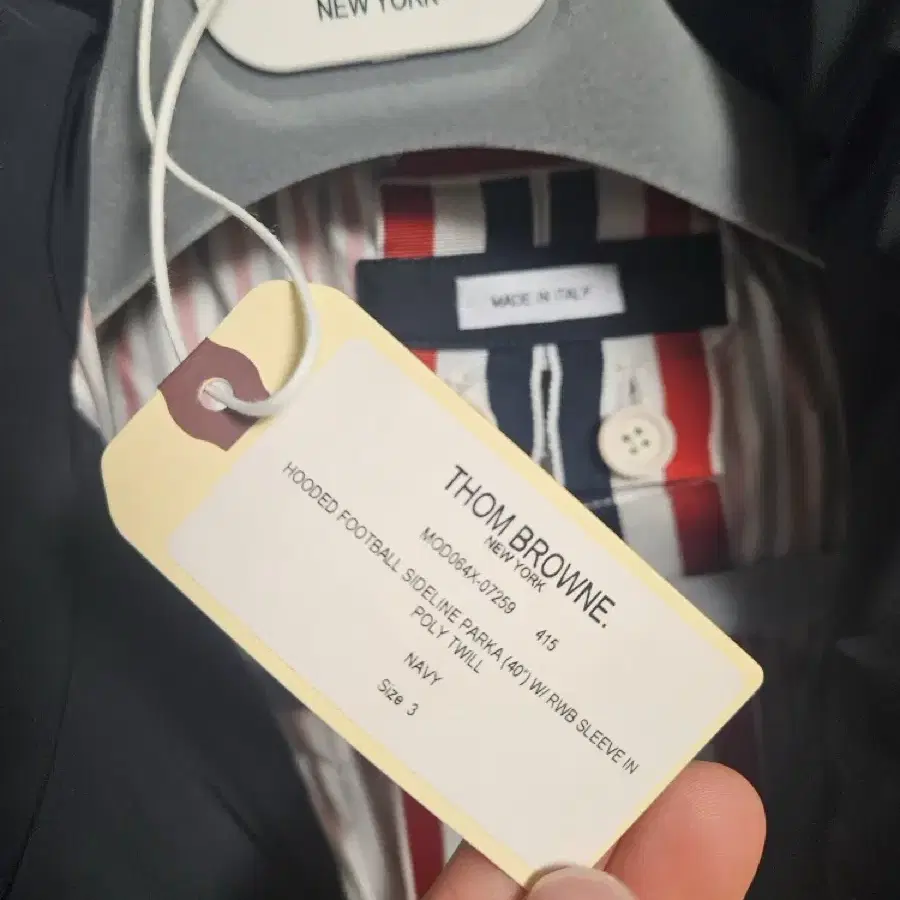 NEW YORK
MADE IN ITALY
THOM BROWNE.
NEW YORK
MOD064X-07259 415
HOODED FOOTBALL SIDELINE PARKA (40") W/ RWB SLEEVE IN
POLY TWILL
NAVY
Size 3